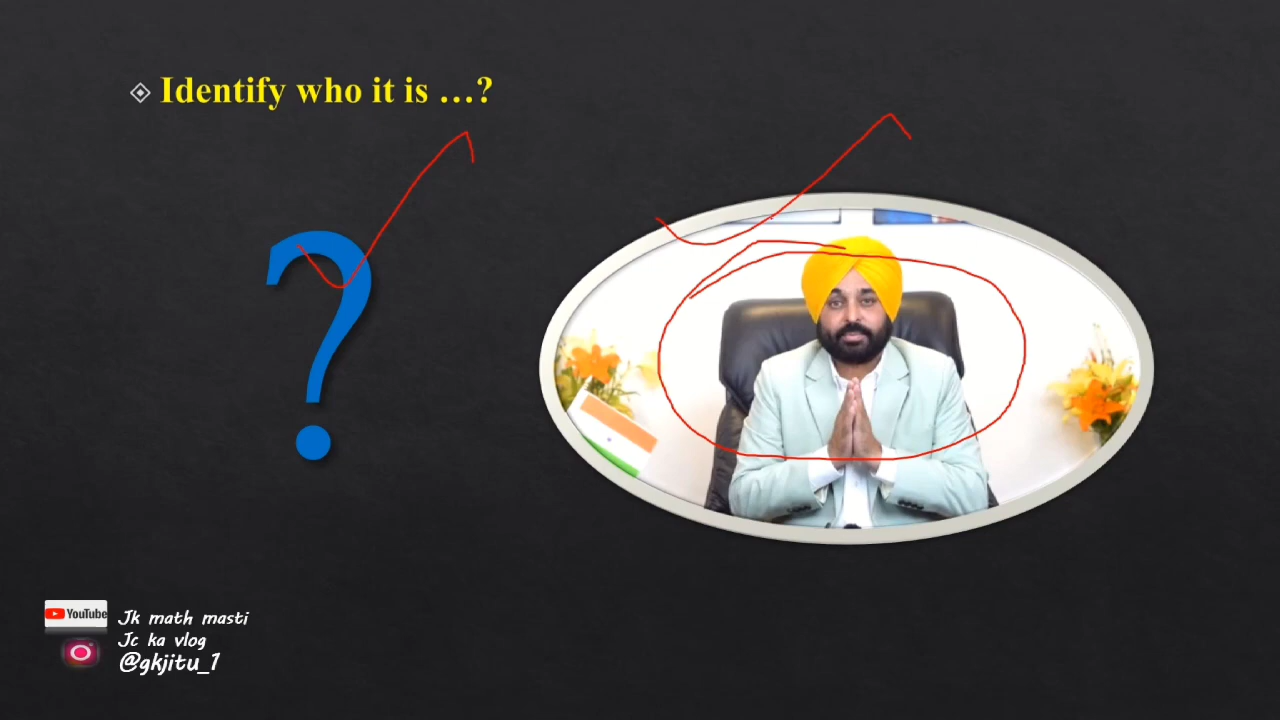 Identify who it is ...?
?
YouTube
Jk math masti
Jc ka vlog
@gkjitu_1